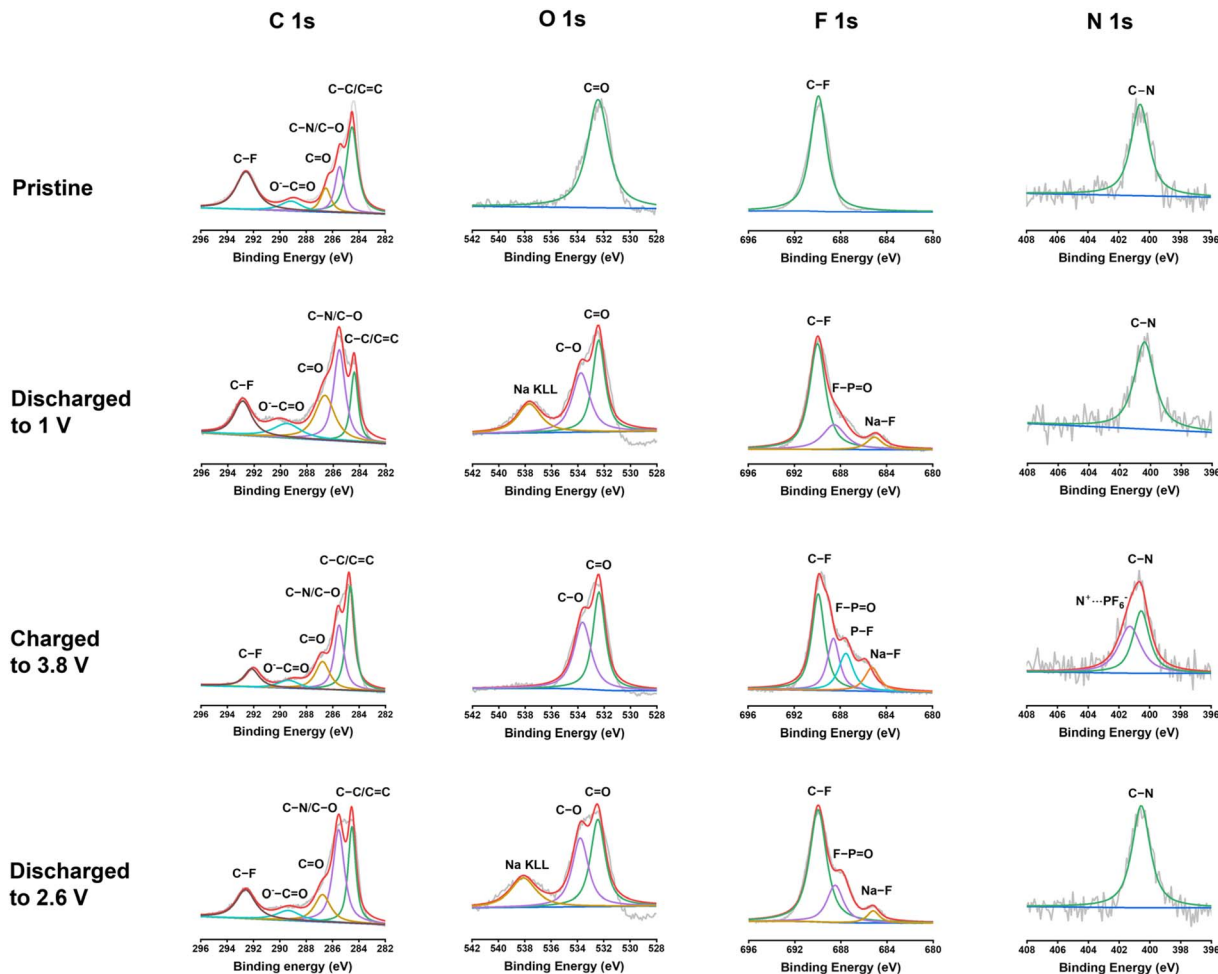 C 1s
O 1s
F 1s
N 1s
Pristine
C−C/C=C
C−N/C−O
C=O
C−F
O⁻−C=O
296 294 292 290 288 286 284 282
Binding Energy (eV)
C=O
542 540 538 536 534 532 530 528
Binding Energy (eV)
C−F
696 692 688 684 680
Binding Energy (eV)
C−N
408 406 404 402 400 398 396
Binding Energy (eV)
Discharged
to 1 V
C−N/C−O
C−C/C=C
C=O
C−F
O⁻−C=O
296 294 292 290 288 286 284 282
Binding Energy (eV)
C=O
C−O
Na KLL
542 540 538 536 534 532 530 528
Binding Energy (eV)
C−F
F−P=O
Na−F
696 692 688 684 680
Binding Energy (eV)
C−N
408 406 404 402 400 398 396
Binding Energy (eV)
Charged
to 3.8 V
C−C/C=C
C−N/C−O
C=O
C−F
O⁻−C=O
296 294 292 290 288 286 284 282
Binding Energy (eV)
C=O
C−O
542 540 538 536 534 532 530 528
Binding Energy (eV)
C−F
F−P=O
P−F
Na−F
696 692 688 684 680
Binding Energy (eV)
C−N
N⁺···PF₆⁻
408 406 404 402 400 398 396
Binding Energy (eV)
Discharged
to 2.6 V
C−C/C=C
C−N/C−O
C=O
C−F
O⁻−C=O
296 294 292 290 288 286 284 282
Binding energy (eV)
C=O
C−O
Na KLL
542 540 538 536 534 532 530 528
Binding Energy (eV)
C−F
F−P=O
Na−F
696 692 688 684 680
Binding Energy (eV)
C−N
408 406 404 402 400 398 396
Binding Energy (eV)